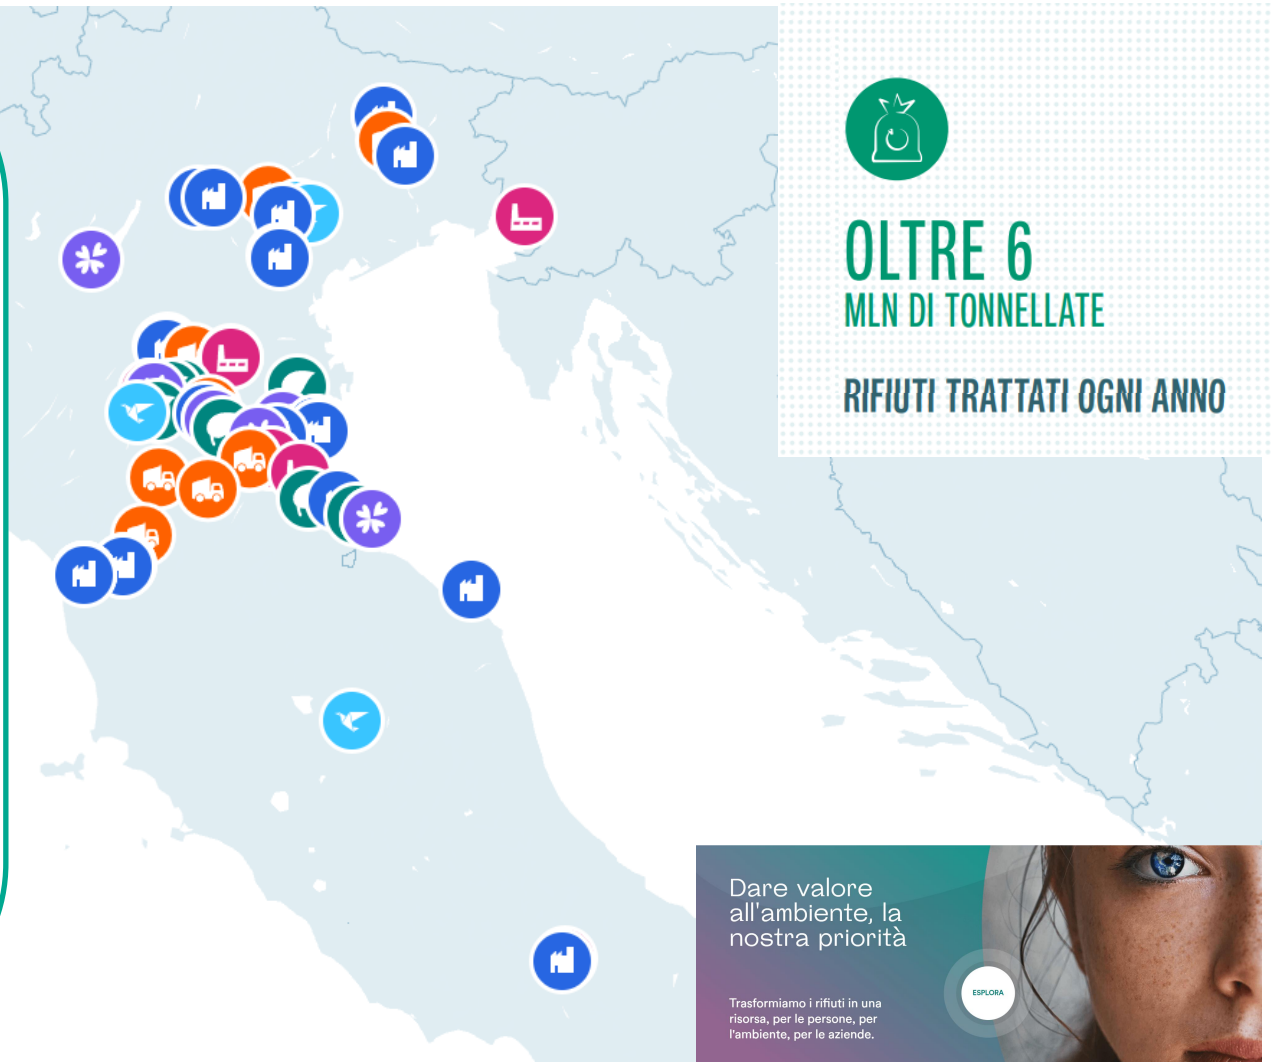 OLTRE 6
MLN DI TONNELLATE
RIFIUTI TRATTATI OGNI ANNO
Dare valore
all'ambiente, la
nostra priorità
ESPLORA
Trasformiamo i rifiuti in una
risorsa, per le persone, per
l'ambiente, per le aziende.